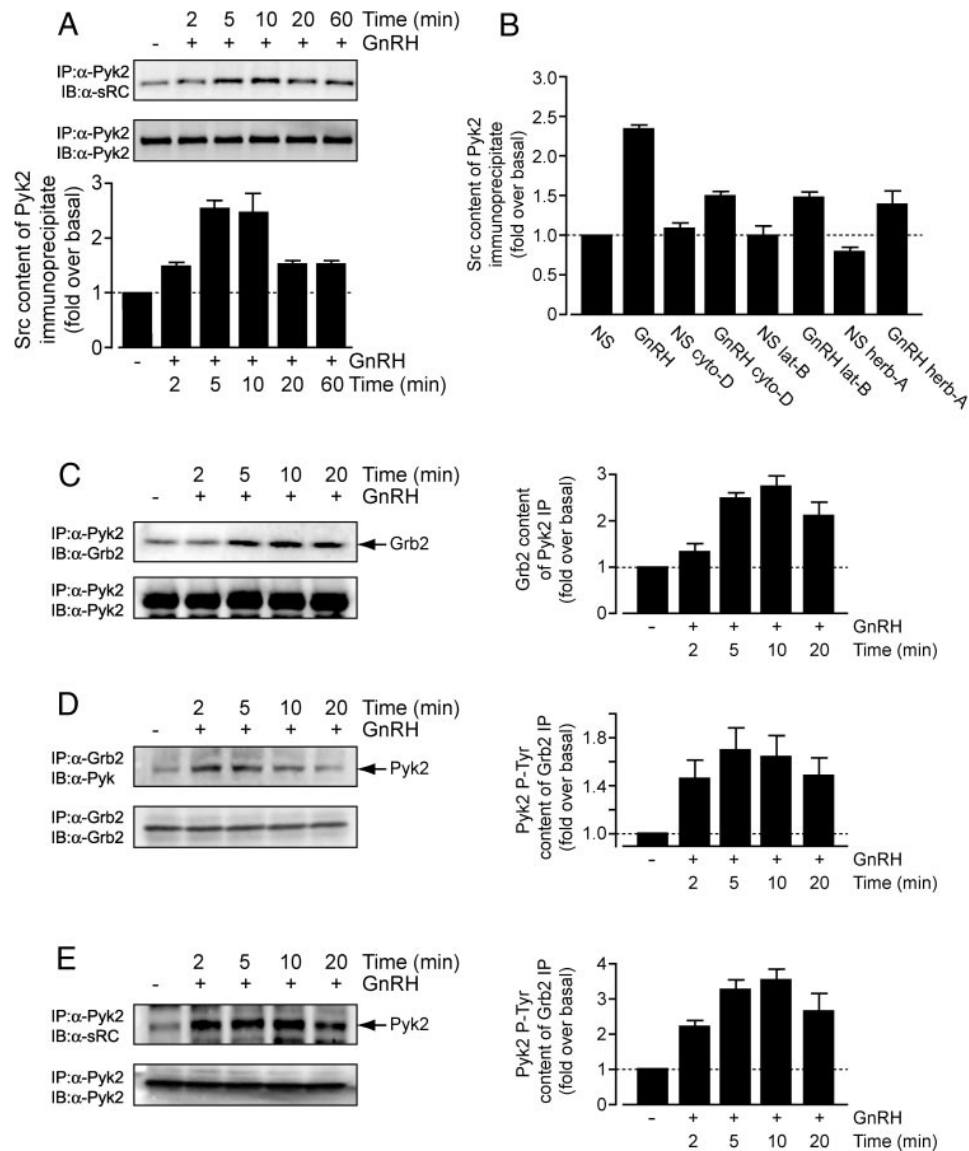 A
2 5 10 20 60 Time (min)
- + + + + + GnRH
IP:α-Pyk2
IB:α-sRC
IP:α-Pyk2
IB:α-Pyk2
Src content of Pyk2
immunoprecipitate
(fold over basal)
3
2
1
0
- + + + + + GnRH
2 5 10 20 60 Time (min)
B
Src content of Pyk2
immunoprecipitate
(fold over basal)
3.0
2.5
2.0
1.5
1.0
0.5
0
NS
GnRH
NS cyto-D
GnRH cyto-D
NS lat-B
GnRH lat-B
NS herb-A
GnRH herb-A
C
2 5 10 20 Time (min)
- + + + + GnRH
IP:α-Pyk2
IB:α-Grb2
Grb2
IP:α-Pyk2
IB:α-Pyk2
Grb2 content
of Pyk2 IP
(fold over basal)
3
2
1
0
- + + + + GnRH
2 5 10 20 Time (min)
D
2 5 10 20 Time (min)
- + + + + GnRH
IP:α-Grb2
IB:α-Pyk
Pyk2
IP:α-Grb2
IB:α-Grb2
Pyk2 P-Tyr
content of Grb2 IP
(fold over basal)
1.8
1.4
1.0
- + + + + GnRH
2 5 10 20 Time (min)
E
2 5 10 20 Time (min)
- + + + + GnRH
IP:α-Pyk2
IB:α-sRC
Pyk2
IP:α-Pyk2
IB:α-Pyk2
Pyk2 P-Tyr
content of Grb2 IP
(fold over basal)
4
3
2
1
0
- + + + + GnRH
2 5 10 20 Time (min)